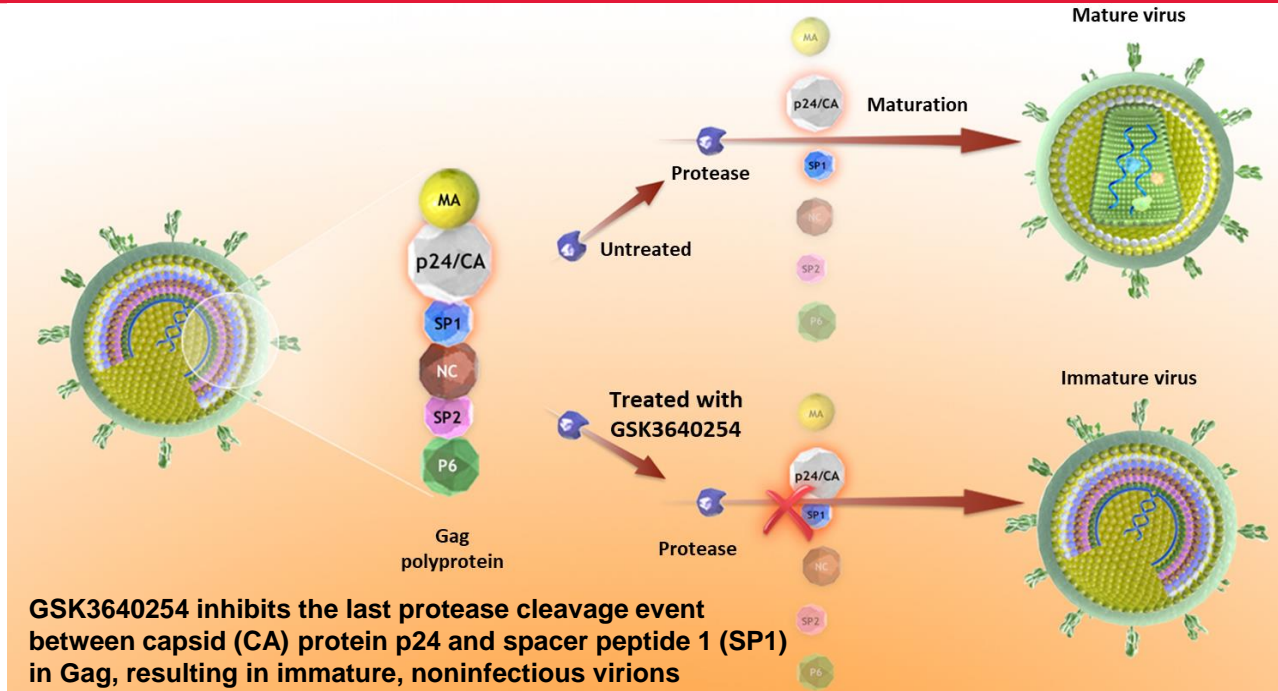 Mature virus
MA
p24/CA
Maturation
SP1
Protease
NC
SP2
P6
Untreated
MA
p24/CA
SP1
NC
SP2
P6
Gag
polyprotein
Treated with
GSK3640254
Immature virus
MA
p24/CA
SP1
Protease
NC
SP2
P6
GSK3640254 inhibits the last protease cleavage event
between capsid (CA) protein p24 and spacer peptide 1 (SP1)
in Gag, resulting in immature, noninfectious virions